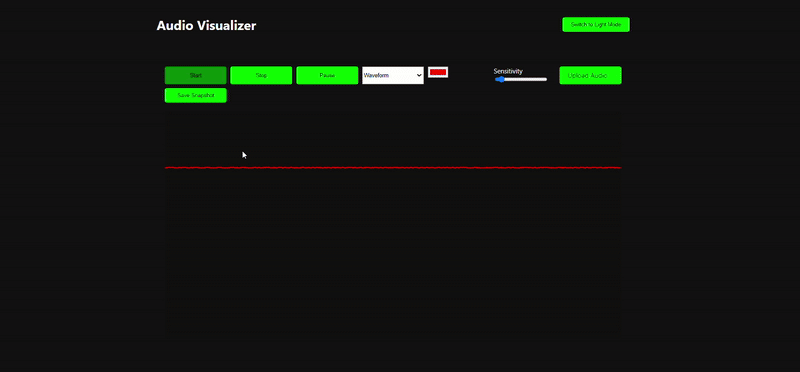 Audio Visualizer
Switch to Light Mode
Start
Stop
Pause
Waveform
Sensitivity
Upload Audio
Save Snapshot